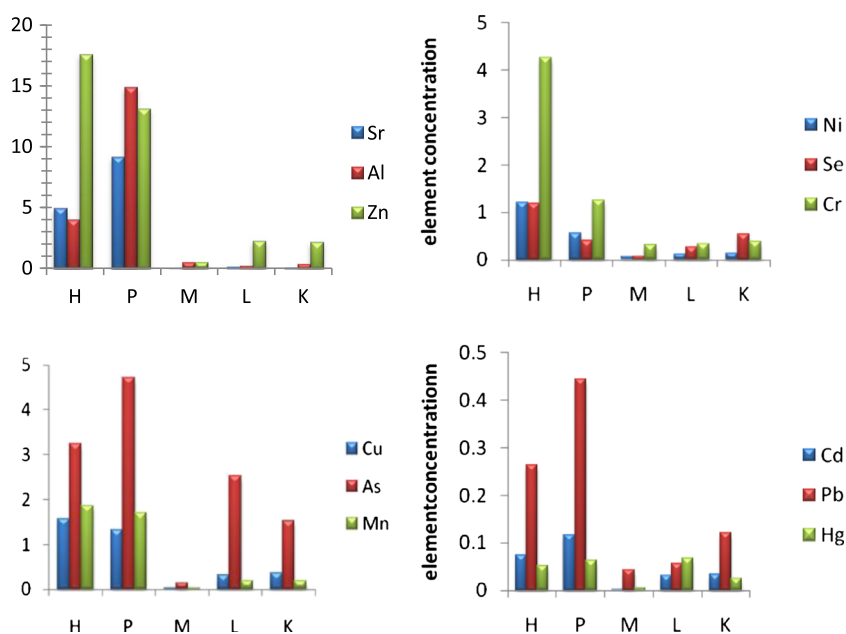 20
15
10
5
0
H P M L K
Sr
Al
Zn
element concentration
5
4
3
2
1
0
H P M L K
Ni
Se
Cr
5
4
3
2
1
0
H P M L K
Cu
As
Mn
elementconcentrationn
0.5
0.4
0.3
0.2
0.1
0
H P M L K
Cd
Pb
Hg